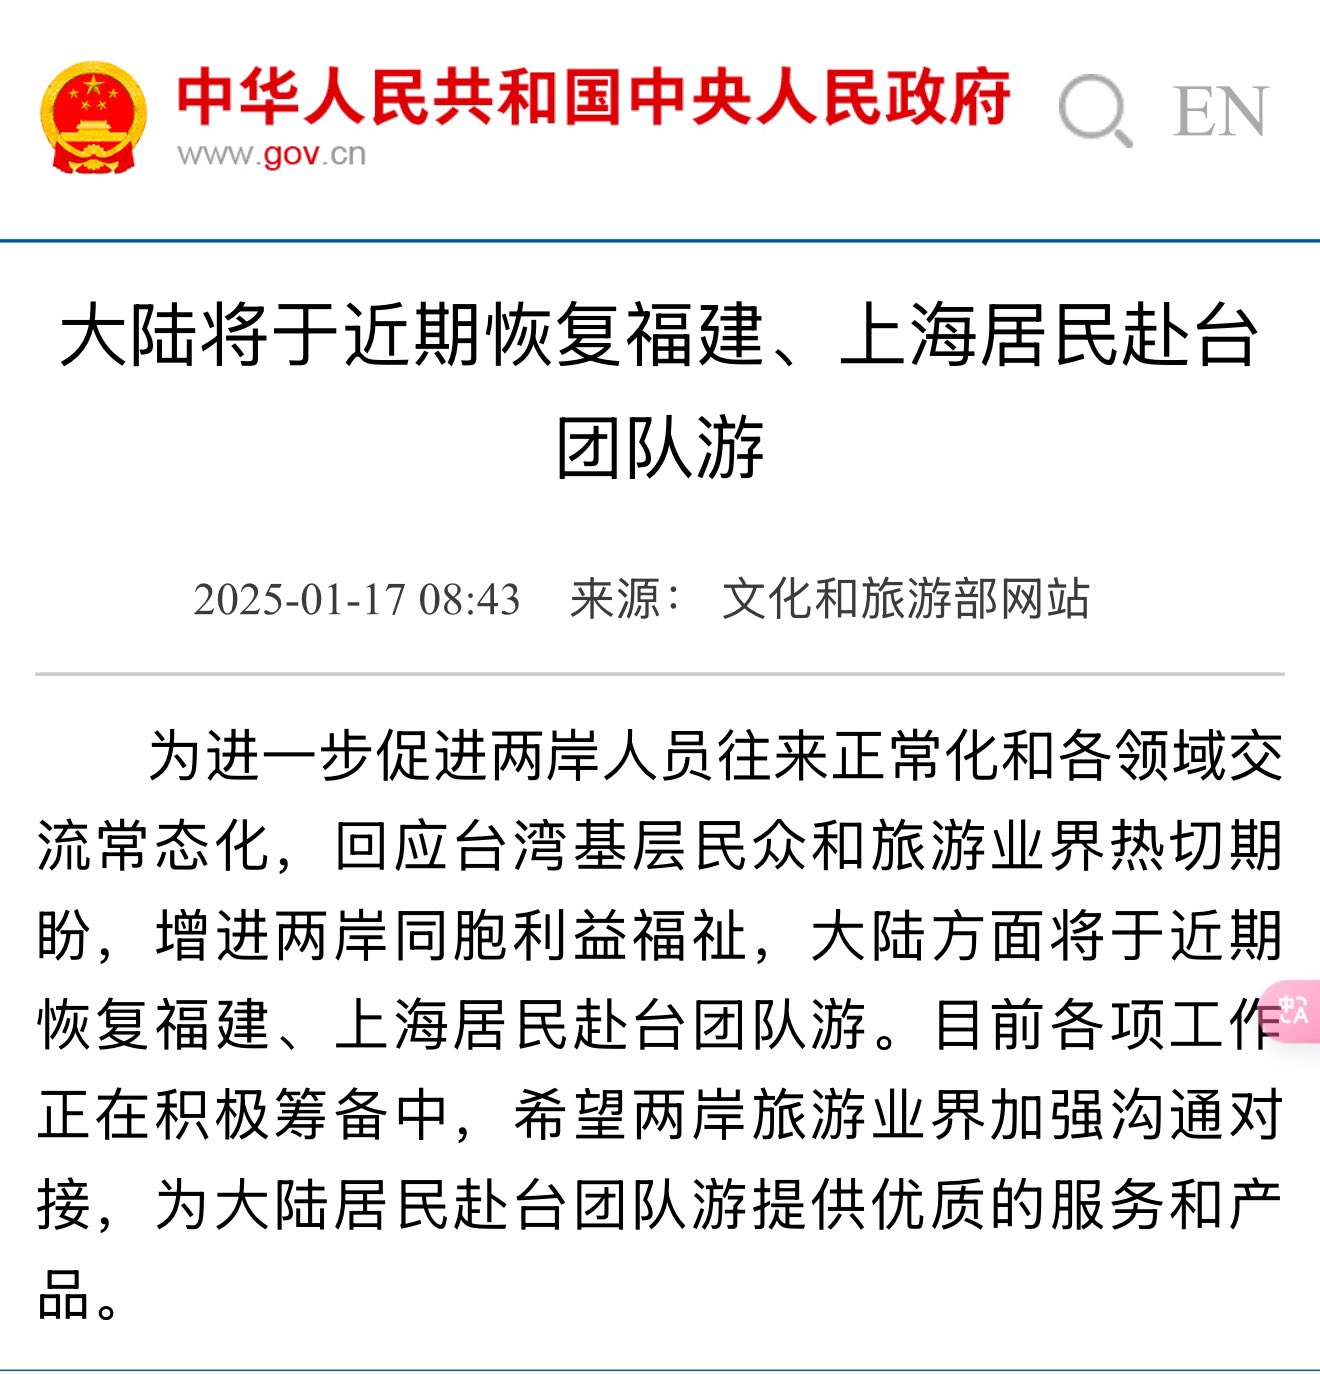 中华人民共和国中央人民政府
www.gov.cn
EN
大陆将于近期恢复福建、上海居民赴台
团队游
2025-01-17 08:43 来源： 文化和旅游部网站
为进一步促进两岸人员往来正常化和各领域交
流常态化，回应台湾基层民众和旅游业界热切期
盼，增进两岸同胞利益福祉，大陆方面将于近期
恢复福建、上海居民赴台团队游。目前各项工作
正在积极筹备中，希望两岸旅游业界加强沟通对
接，为大陆居民赴台团队游提供优质的服务和产
品。
中A